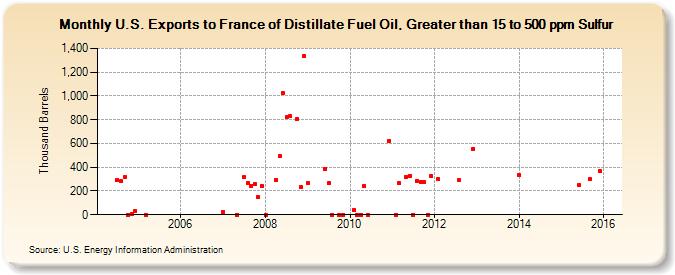 Monthly U.S. Exports to France of Distillate Fuel Oil, Greater than 15 to 500 ppm Sulfur
Thousand Barrels
1,400
1,200
1,000
800
600
400
200
0
2006 2008 2010 2012 2014 2016
Source: U.S. Energy Information Administration